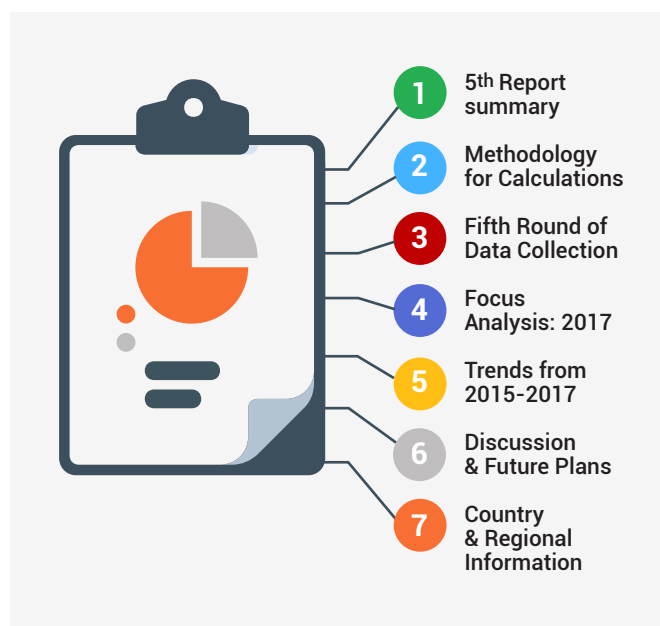 1
5th Report
summary
2
Methodology
for Calculations
3
Fifth Round of
Data Collection
4
Focus
Analysis: 2017
5
Trends from
2015-2017
6
Discussion
& Future Plans
7
Country
& Regional
Information